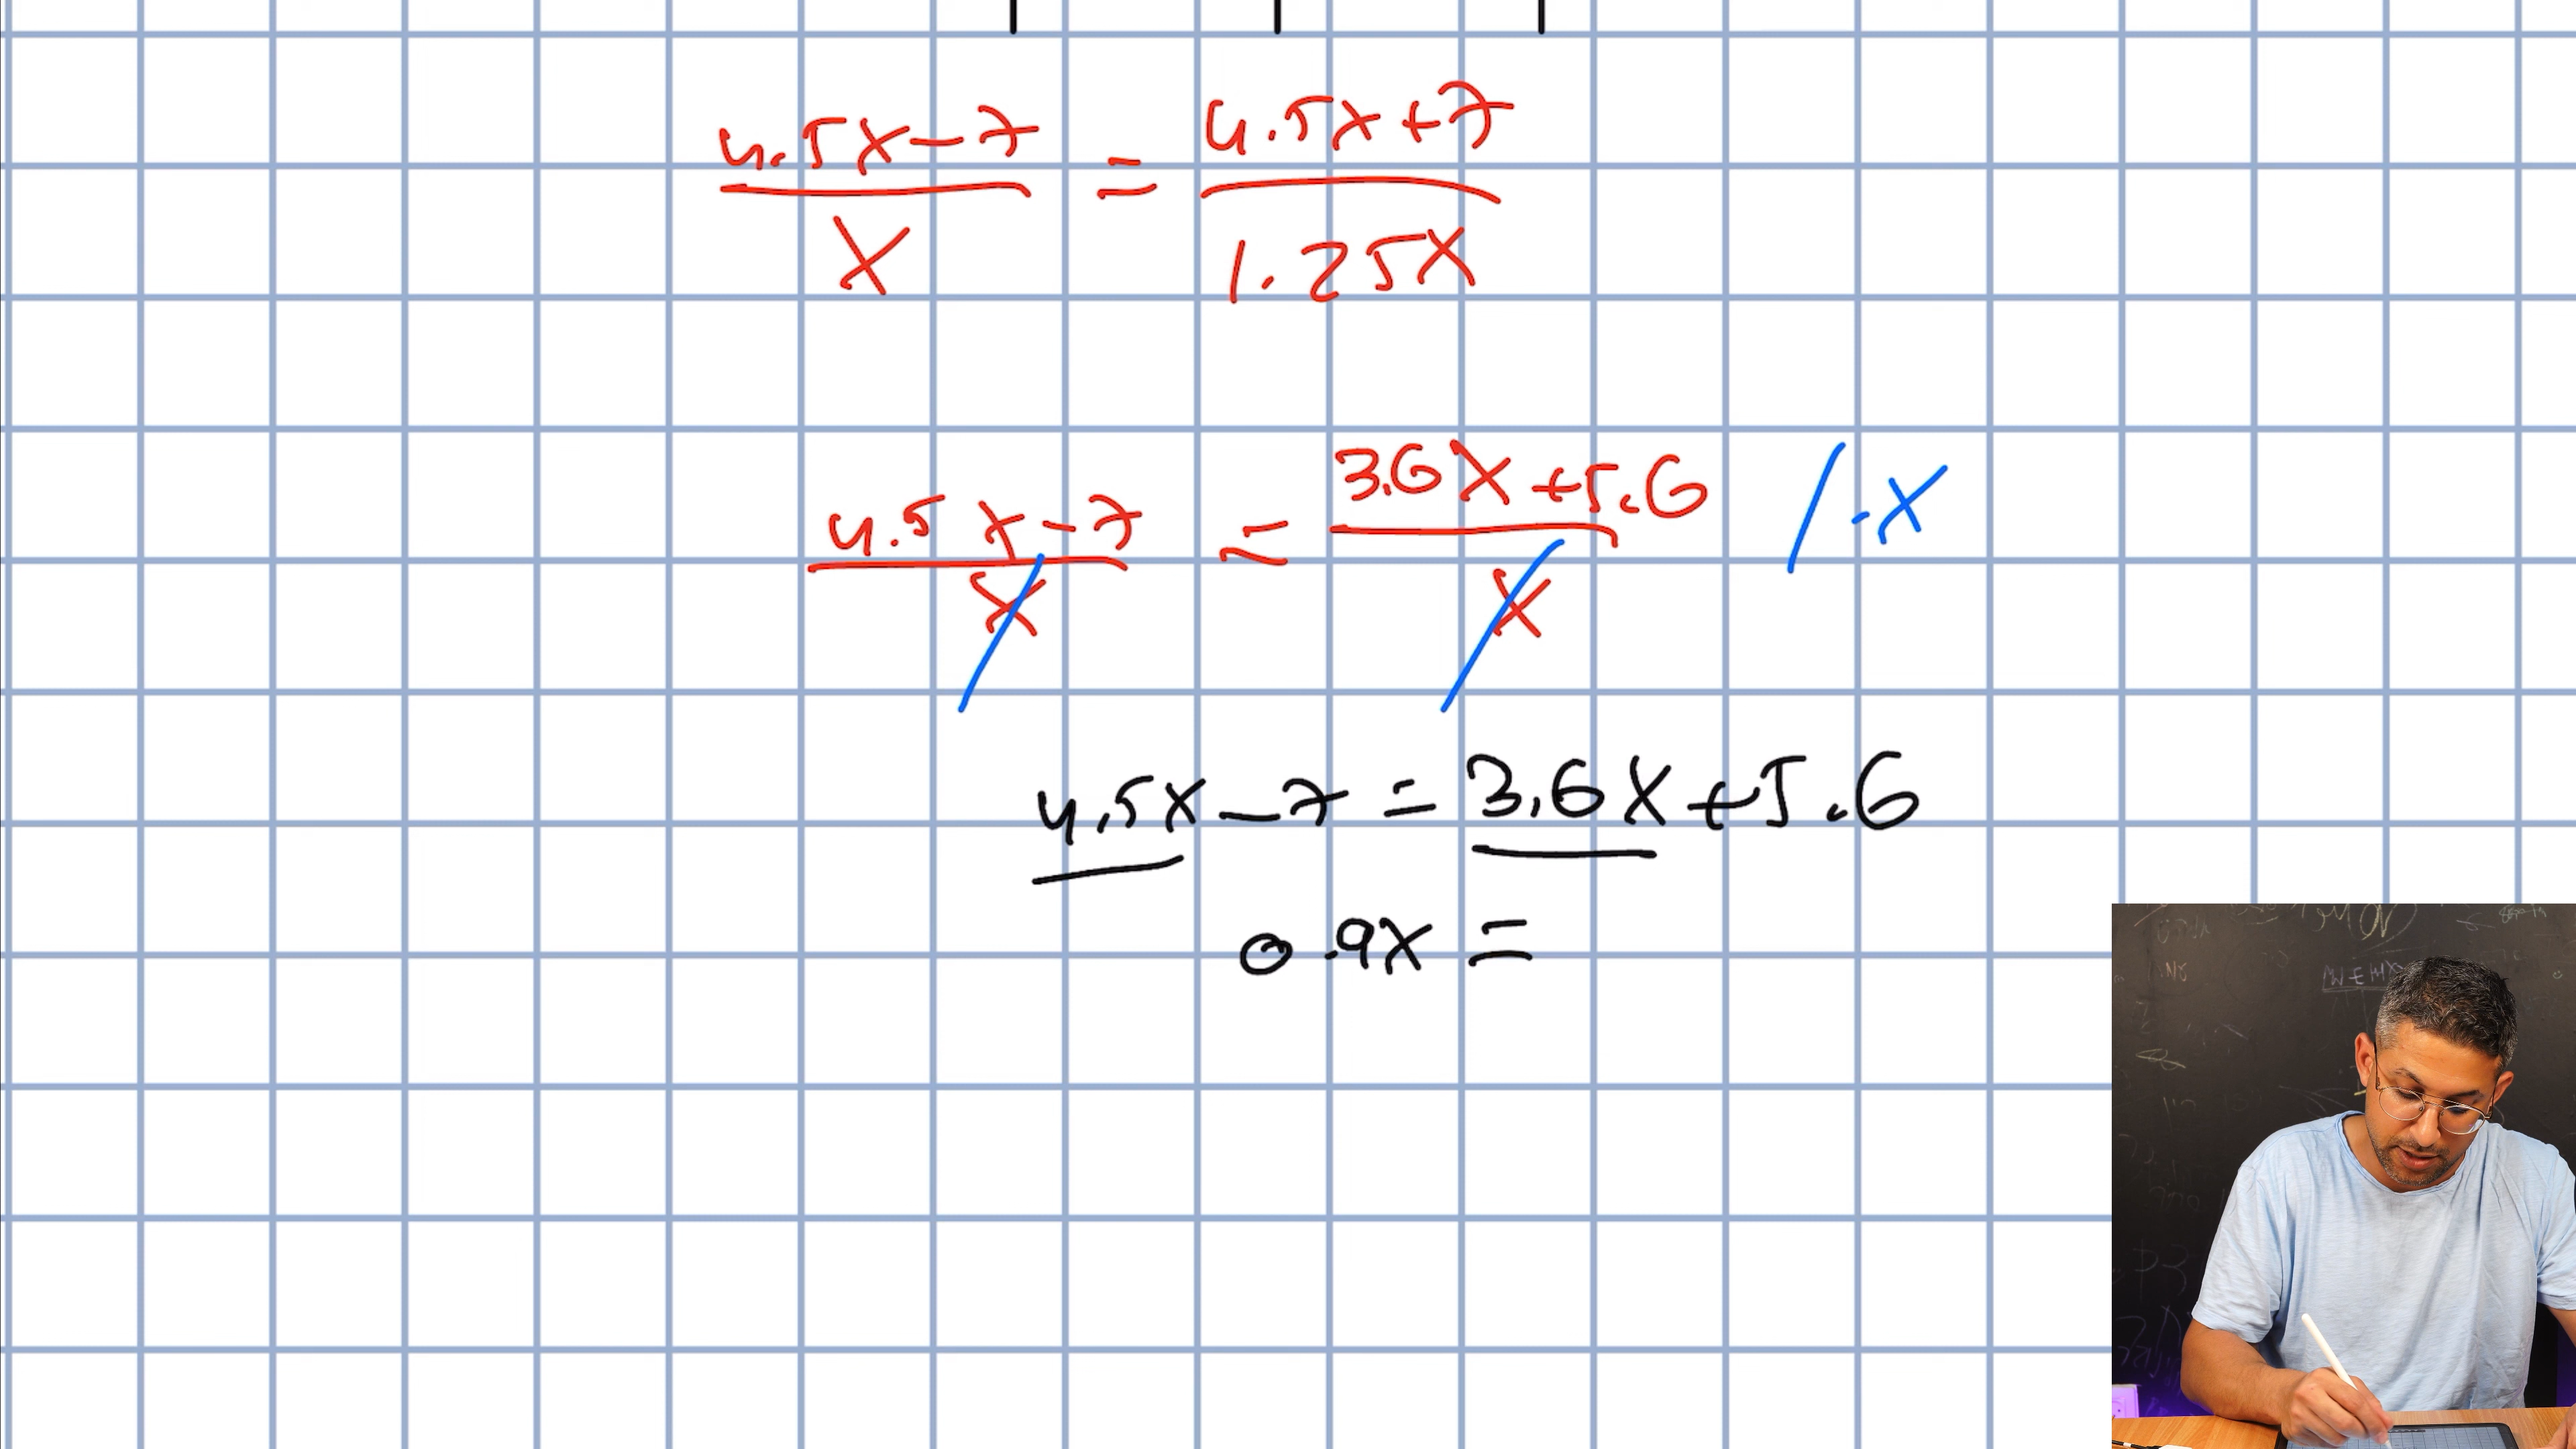 4.5x-7 / x = 4.5x+7 / 1.25x
4.5x-7 / x = 3.6x+5.6 / x /·x
4.5x-7=3.6x+5.6
0.9x=